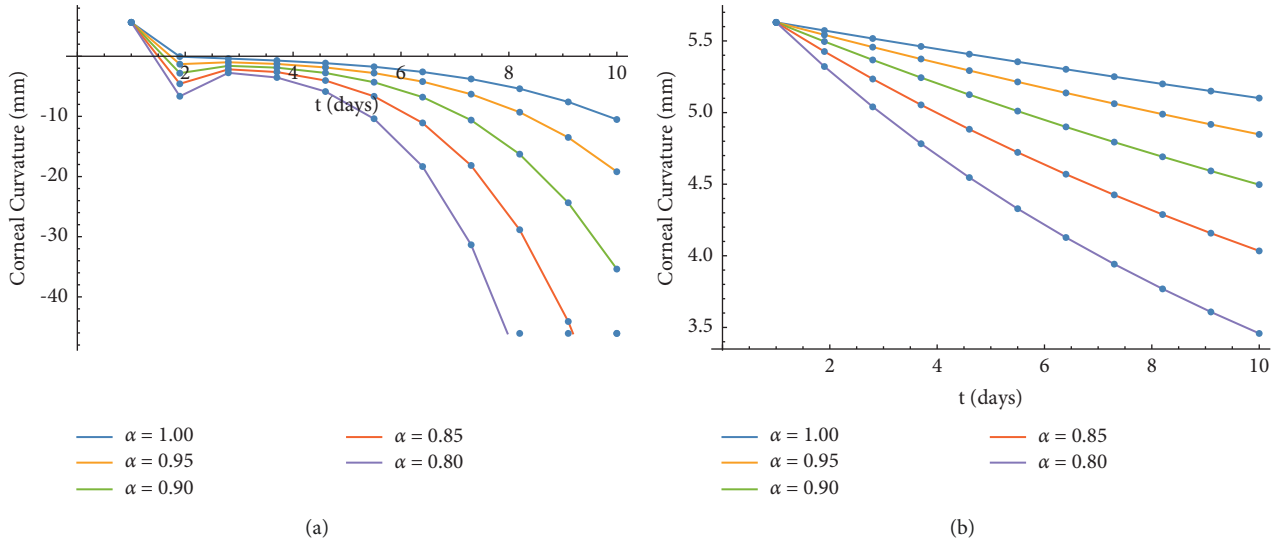 Corneal Curvature (mm)
-10
-20
-30
-40
2
4
6
8
10
t (days)
α = 1.00
α = 0.95
α = 0.90
α = 0.85
α = 0.80
(a)
Corneal Curvature (mm)
5.5
5.0
4.5
4.0
3.5
2
4
6
8
10
t (days)
α = 1.00
α = 0.95
α = 0.90
α = 0.85
α = 0.80
(b)